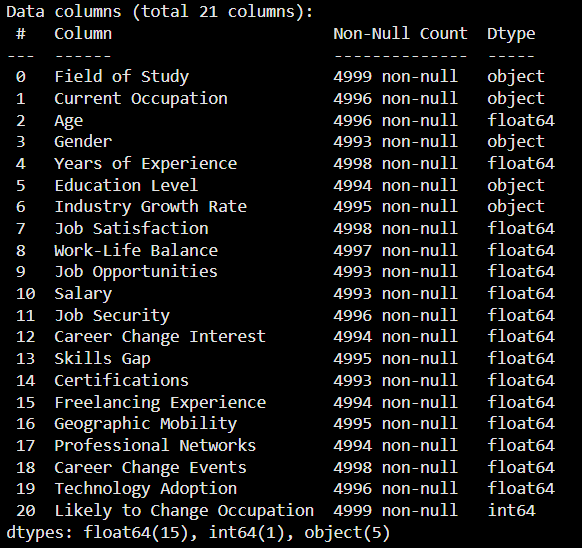 Data columns (total 21 columns):
 #   Column                       Non-Null Count  Dtype
---  ------                       --------------  -----
 0   Field of Study               4999 non-null   object
 1   Current Occupation           4996 non-null   object
 2   Age                          4996 non-null   float64
 3   Gender                       4993 non-null   object
 4   Years of Experience          4998 non-null   float64
 5   Education Level              4994 non-null   object
 6   Industry Growth Rate         4995 non-null   object
 7   Job Satisfaction             4998 non-null   float64
 8   Work-Life Balance            4997 non-null   float64
 9   Job Opportunities            4993 non-null   float64
 10  Salary                       4993 non-null   float64
 11  Job Security                 4996 non-null   float64
 12  Career Change Interest       4994 non-null   float64
 13  Skills Gap                   4995 non-null   float64
 14  Certifications               4993 non-null   float64
 15  Freelancing Experience       4994 non-null   float64
 16  Geographic Mobility          4995 non-null   float64
 17  Professional Networks        4994 non-null   float64
 18  Career Change Events         4998 non-null   float64
 19  Technology Adoption          4996 non-null   float64
 20  Likely to Change Occupation  4999 non-null   int64
dtypes: float64(15), int64(1), object(5)